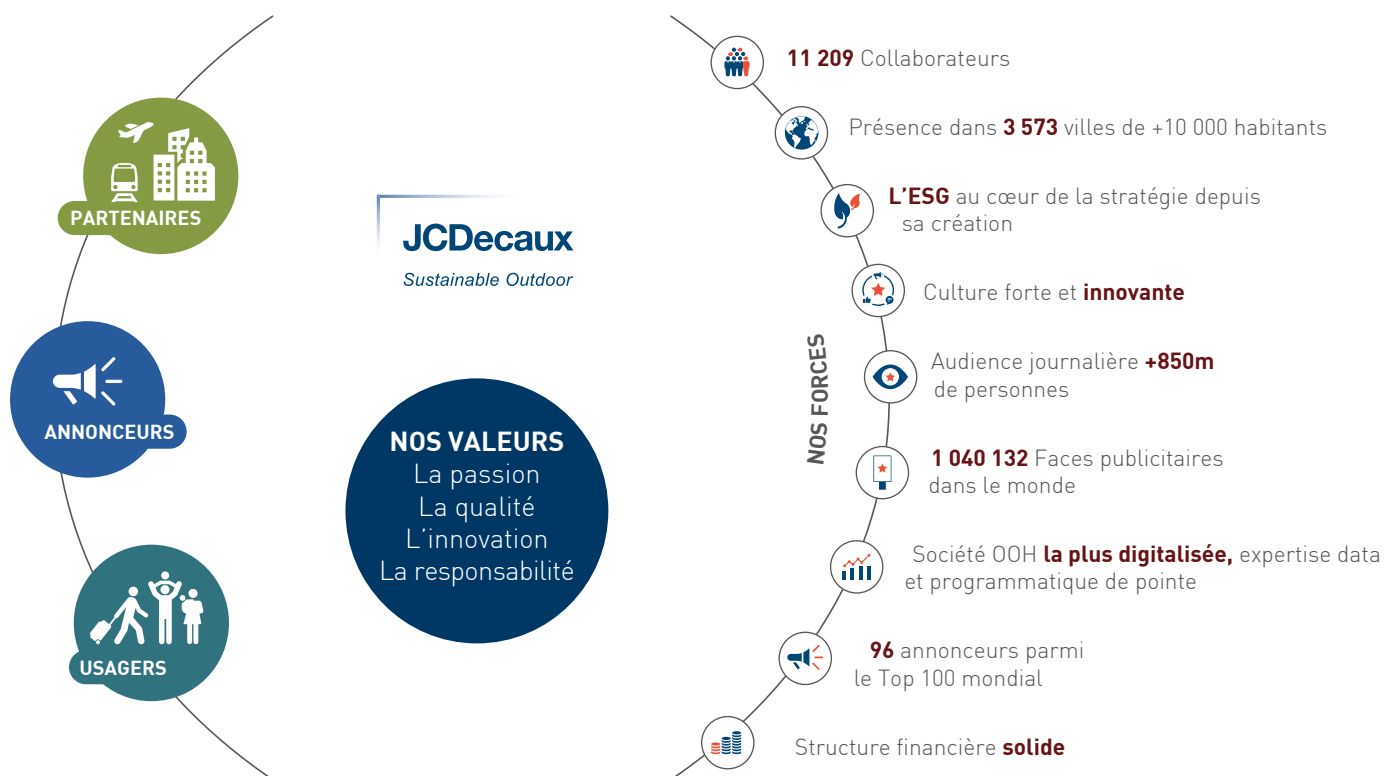 PARTENAIRES
ANNONCEURS
USAGERS
JCDecaux
Sustainable Outdoor
NOS VALEURS
La passion
La qualité
L'innovation
La responsabilité
NOS FORCES
11 209 Collaborateurs
Présence dans 3 573 villes de +10 000 habitants
L'ESG au cœur de la stratégie depuis
sa création
Culture forte et innovante
Audience journalière +850m
de personnes
1 040 132 Faces publicitaires
dans le monde
Société OOH la plus digitalisée, expertise data
et programmatique de pointe
96 annonceurs parmi
le Top 100 mondial
Structure financière solide